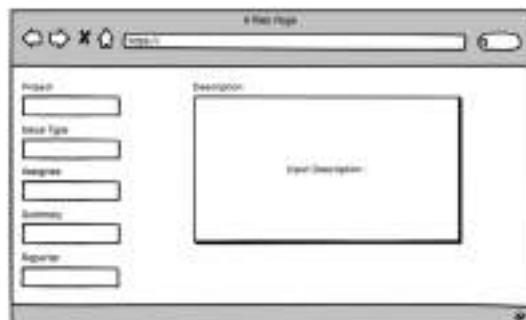 A Web Page
https://
Project
Issue Type
Assignee
Summary
Reporter
Description
Input Description